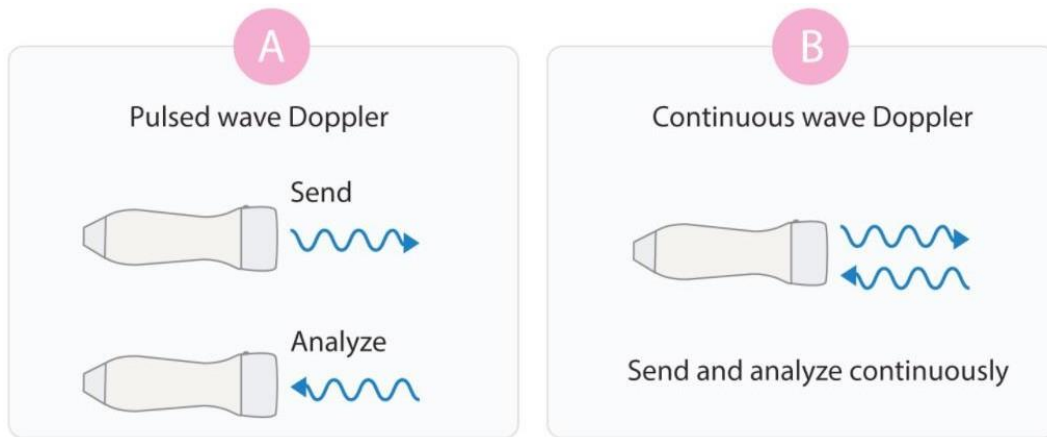 A
Pulsed wave Doppler
Send
Analyze
B
Continuous wave Doppler
Send and analyze continuously